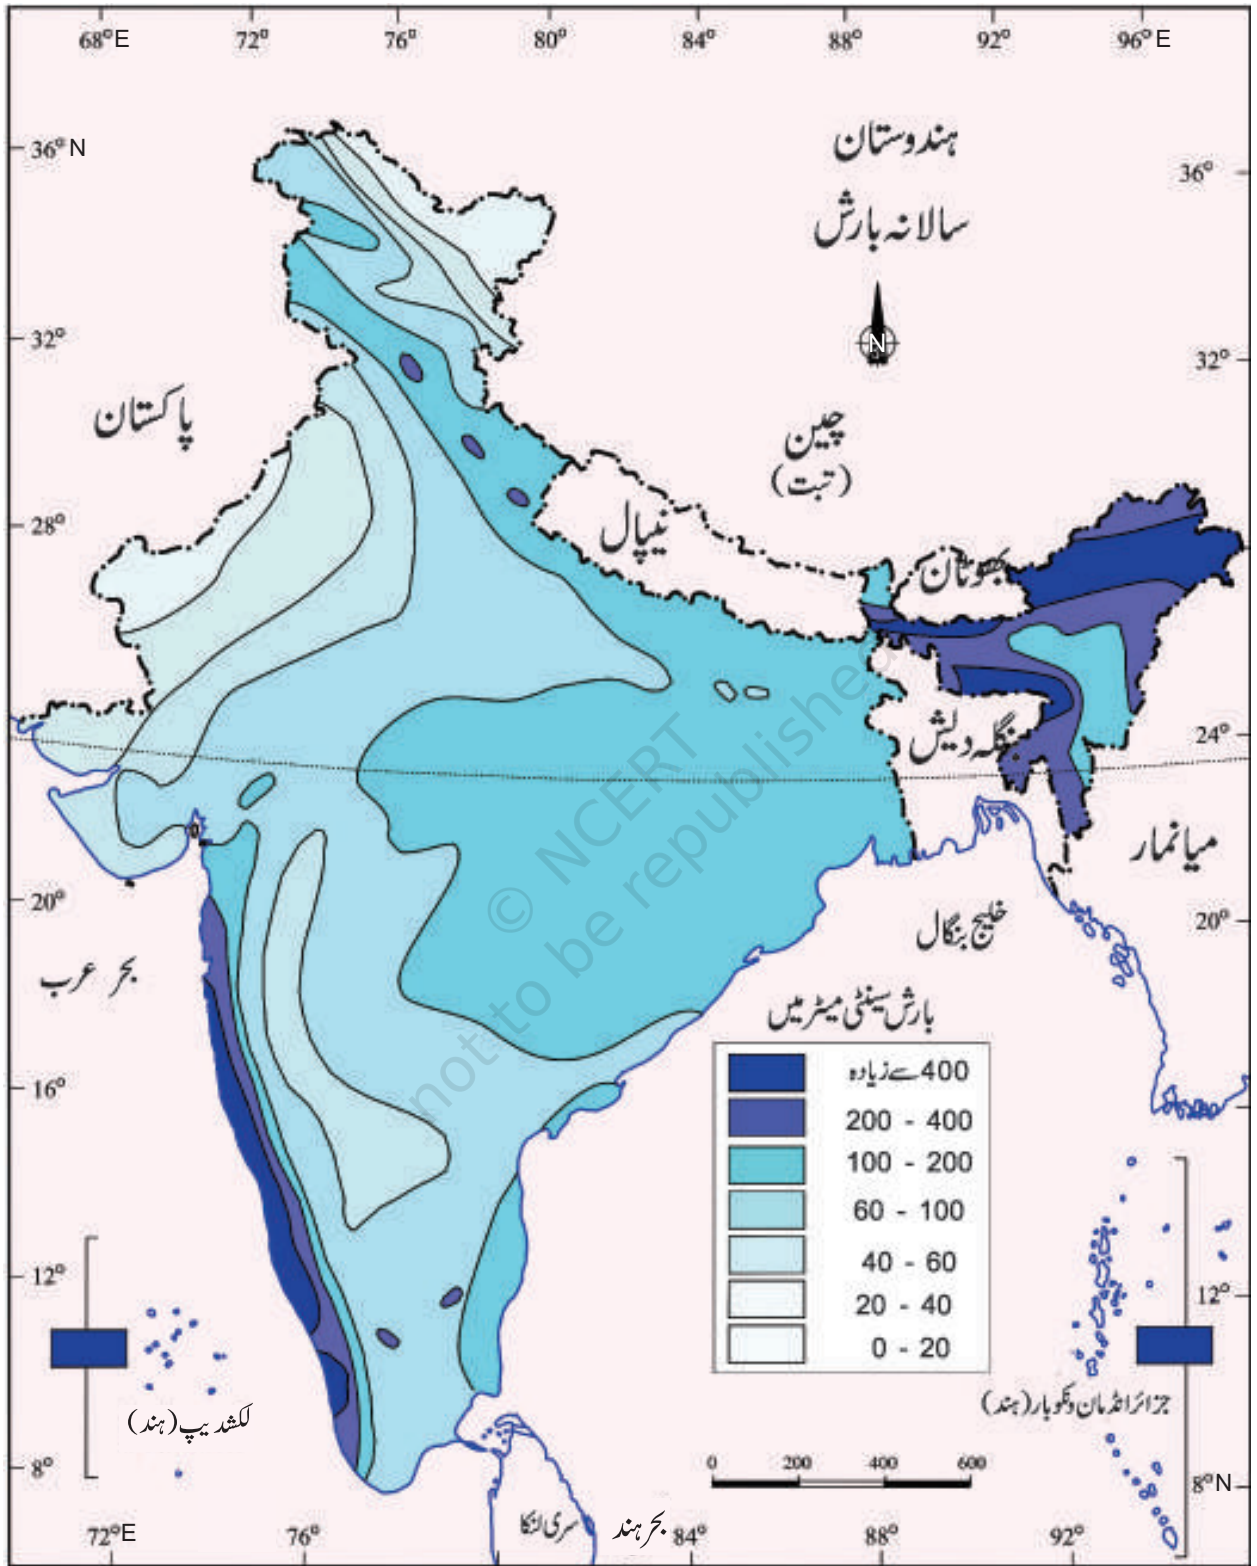 68°E 72° 76° 80° 84° 88° 92° 96°E
36°N
36°
ہندوستان
سالانہ بارش
N
32°
32°
پاکستان
چین
(تبت)
28°
نیپال
بھوٹان
24°
نگلہ دیش
میانمار
20°
20°
خلیج بنگال
بحر عرب
© NCERT
not to be republished
بارش سینٹی میٹر میں
400 سے زیادہ
200 - 400
100 - 200
60 - 100
40 - 60
20 - 40
0 - 20
16°
12°
12°
لکشدیپ (ہند)
جزائر انڈمان ونکوبار (ہند)
8°
8°N
0 200 400 600
سری لنکا
بحر ہند
72°E 76° 84° 88° 92°